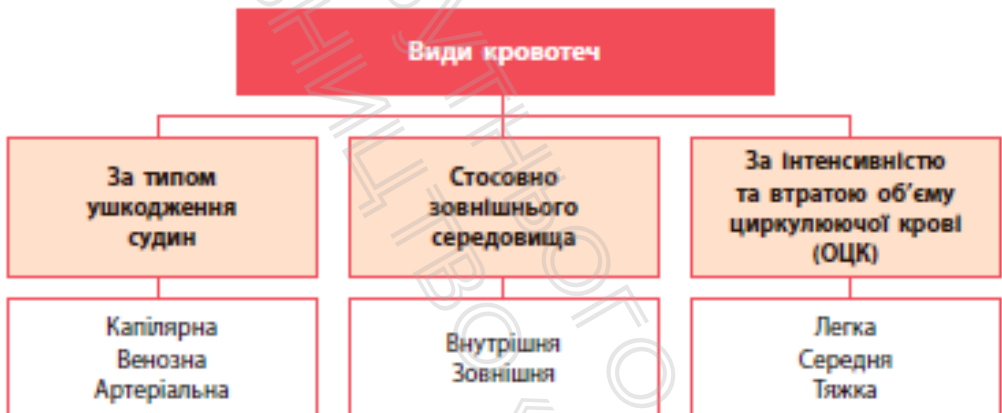 Види кровотеч
За типом
ушкодження
судин
Капілярна
Венозна
Артеріальна
Стосовно
зовнішнього
середовища
Внутрішня
Зовнішня
За інтенсивністю
та втратою об’єму
циркулюючої крові
(ОЦК)
Легка
Середня
Тяжка